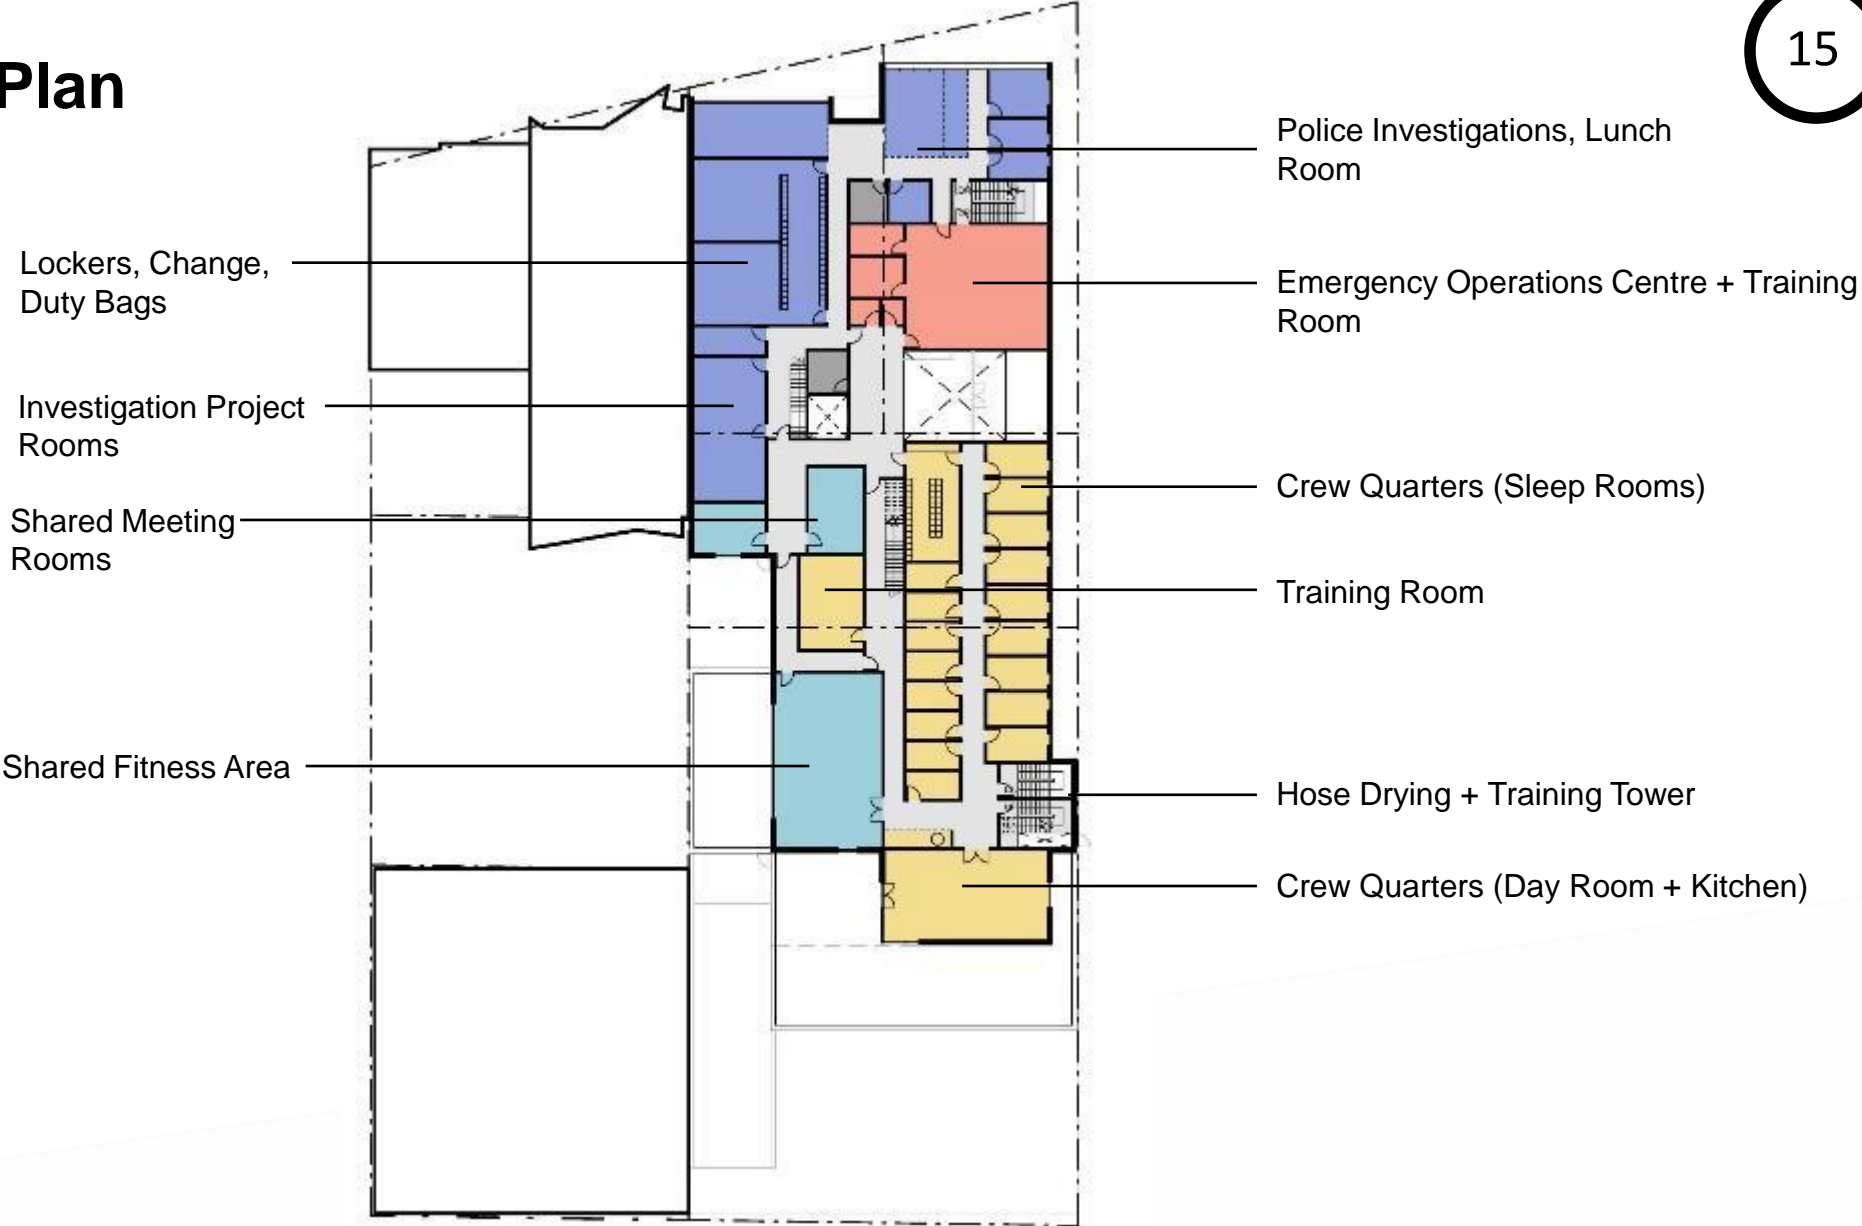 Plan
15
Police Investigations, Lunch
Room
Lockers, Change,
Duty Bags
Emergency Operations Centre + Training
Room
Investigation Project
Rooms
Crew Quarters (Sleep Rooms)
Shared Meeting
Rooms
Training Room
Shared Fitness Area
Hose Drying + Training Tower
Crew Quarters (Day Room + Kitchen)